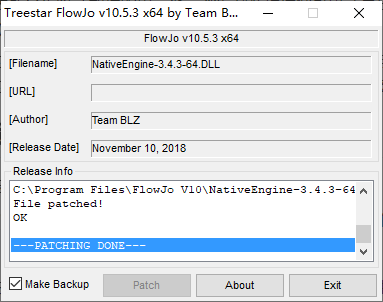 Treestar FlowJo v10.5.3 x64 by Team B...
FlowJo v10.5.3 x64
[Filename] NativeEngine-3.4.3-64.DLL
[URL]
[Author] Team BLZ
[Release Date] November 10, 2018
Release Info
C:\Program Files\FlowJo V10\NativeEngine-3.4.3-64
File patched!
OK
---PATCHING DONE---
Make Backup Patch About Exit